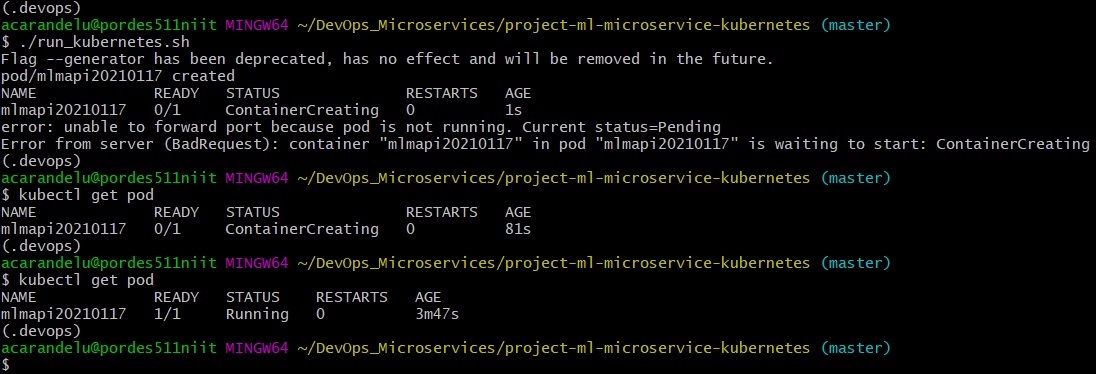 (.devops)
acarandelu@pordes511niit MINGW64 ~/DevOps_Microservices/project-ml-microservice-kubernetes (master)
$ ./run_kubernetes.sh
Flag --generator has been deprecated, has no effect and will be removed in the future.
pod/mlmapi20210117 created
NAME             READY   STATUS              RESTARTS   AGE
mlmapi20210117   0/1     ContainerCreating   0          1s
error: unable to forward port because pod is not running. Current status=Pending
Error from server (BadRequest): container "mlmapi20210117" in pod "mlmapi20210117" is waiting to start: ContainerCreating
(.devops)
acarandelu@pordes511niit MINGW64 ~/DevOps_Microservices/project-ml-microservice-kubernetes (master)
$ kubectl get pod
NAME             READY   STATUS              RESTARTS   AGE
mlmapi20210117   0/1     ContainerCreating   0          81s
(.devops)
acarandelu@pordes511niit MINGW64 ~/DevOps_Microservices/project-ml-microservice-kubernetes (master)
$ kubectl get pod
NAME             READY   STATUS    RESTARTS   AGE
mlmapi20210117   1/1     Running   0          3m47s
(.devops)
acarandelu@pordes511niit MINGW64 ~/DevOps_Microservices/project-ml-microservice-kubernetes (master)
$